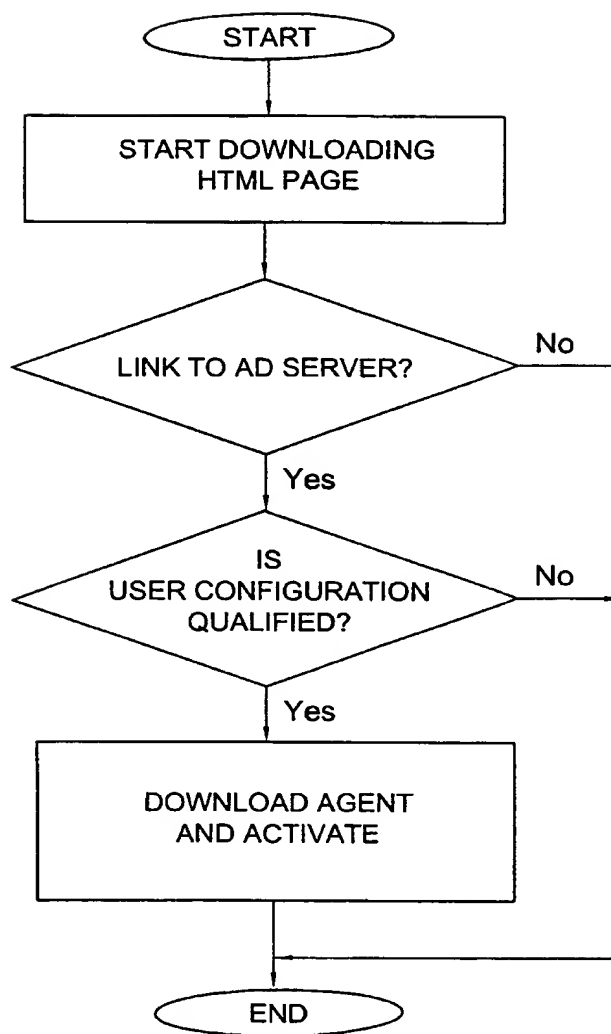 START
START DOWNLOADING
HTML PAGE
LINK TO AD SERVER?
No
Yes
IS
USER CONFIGURATION
QUALIFIED?
No
Yes
DOWNLOAD AGENT
AND ACTIVATE
END